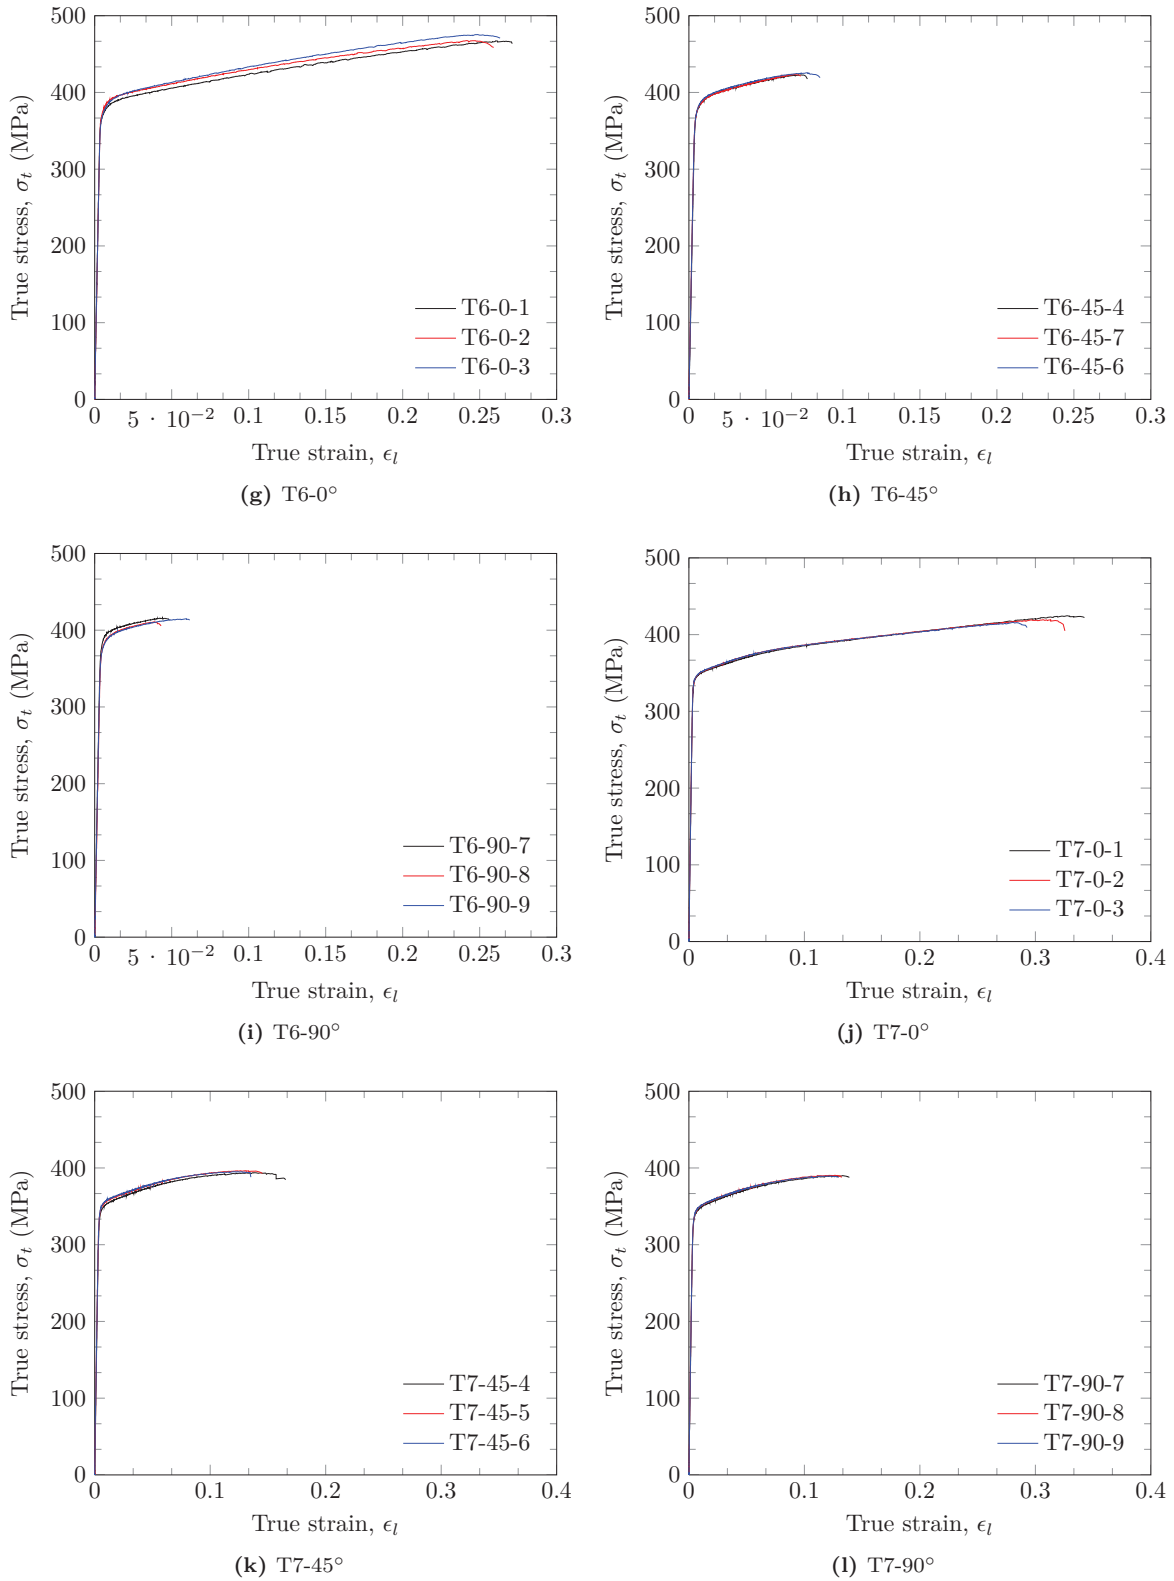 500
400
300
200
100
0
True stress, σt (MPa)
T6-0-1
T6-0-2
T6-0-3
0 5 · 10−2 0.1 0.15 0.2 0.25 0.3
True strain, ϵl
(g) T6-0°
500
400
300
200
100
0
True stress, σt (MPa)
T6-45-4
T6-45-7
T6-45-6
0 5 · 10−2 0.1 0.15 0.2 0.25 0.3
True strain, ϵl
(h) T6-45°
500
400
300
200
100
0
True stress, σt (MPa)
T6-90-7
T6-90-8
T6-90-9
0 5 · 10−2 0.1 0.15 0.2 0.25 0.3
True strain, ϵl
(i) T6-90°
500
400
300
200
100
0
True stress, σt (MPa)
T7-0-1
T7-0-2
T7-0-3
0 0.1 0.2 0.3 0.4
True strain, ϵl
(j) T7-0°
500
400
300
200
100
0
True stress, σt (MPa)
T7-45-4
T7-45-5
T7-45-6
0 0.1 0.2 0.3 0.4
True strain, ϵl
(k) T7-45°
500
400
300
200
100
0
True stress, σt (MPa)
T7-90-7
T7-90-8
T7-90-9
0 0.1 0.2 0.3 0.4
True strain, ϵl
(l) T7-90°